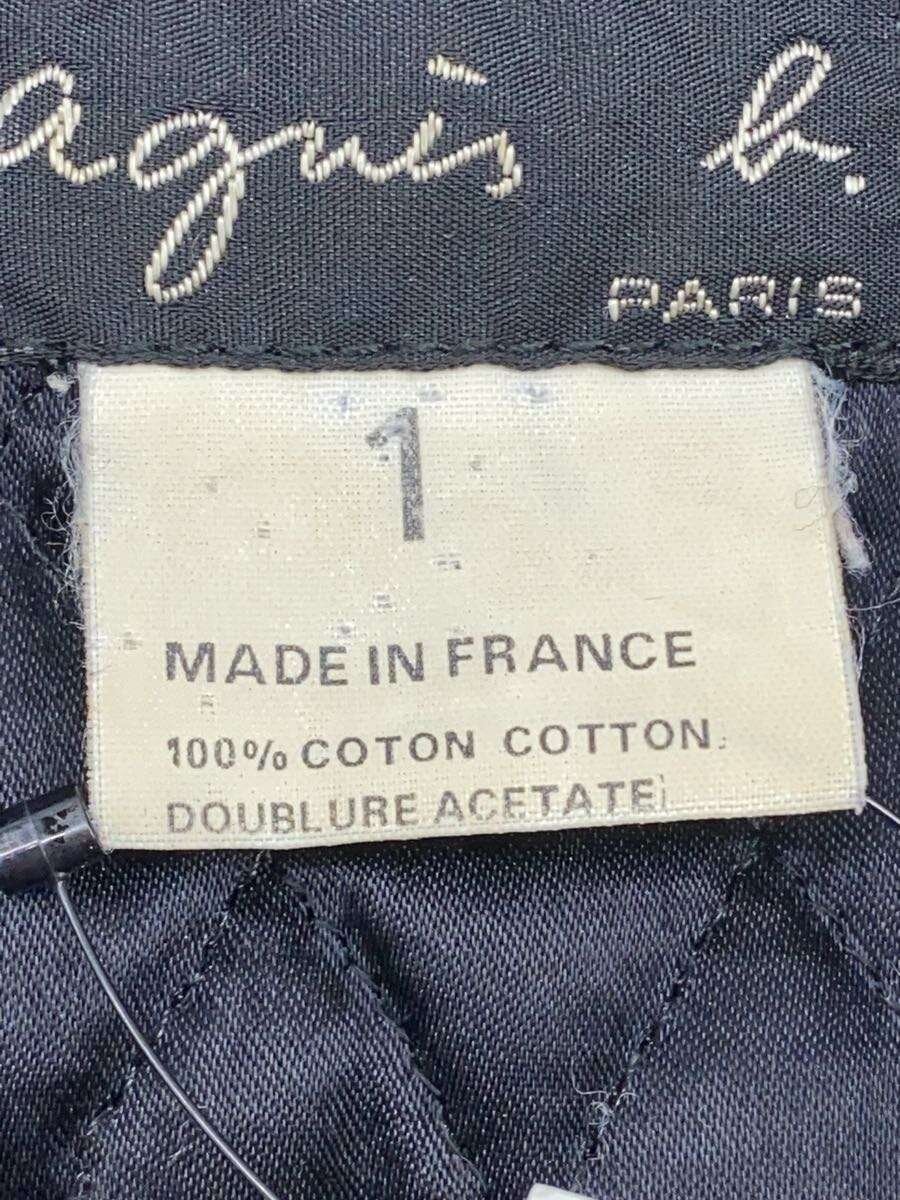 agnès b.
PARIS
1
MADE IN FRANCE
100% COTON COTTON
DOUBLURE ACETATE